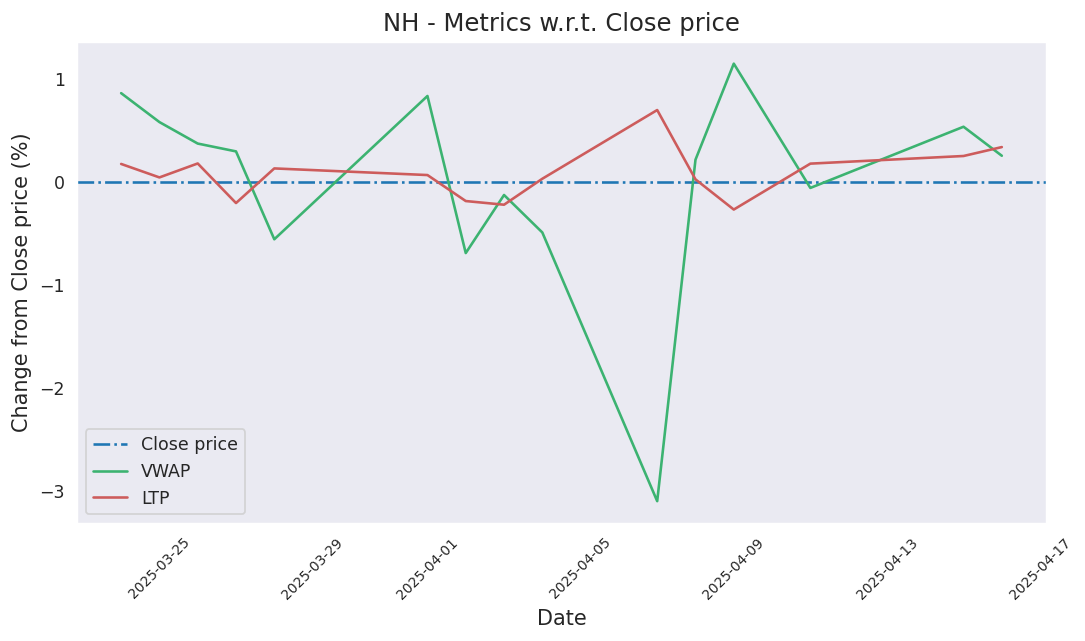 NH - Metrics w.r.t. Close price
Change from Close price (%)
1
0
−1
−2
−3
Close price
VWAP
LTP
2025-03-25
2025-03-29
2025-04-01
2025-04-05
2025-04-09
2025-04-13
2025-04-17
Date